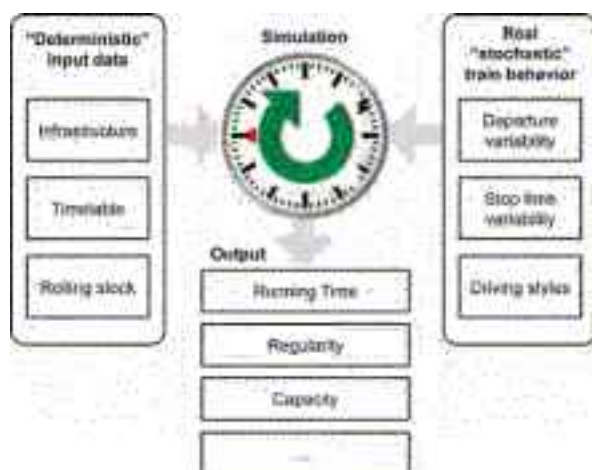 "Deterministic"
Input data
Infrastructure
Timetable
Rolling stock
Simulation
Real
"stochastic"
train behavior
Departure
variability
Stop time
variability
Driving styles
Output
Running Time
Regularity
Capacity
...